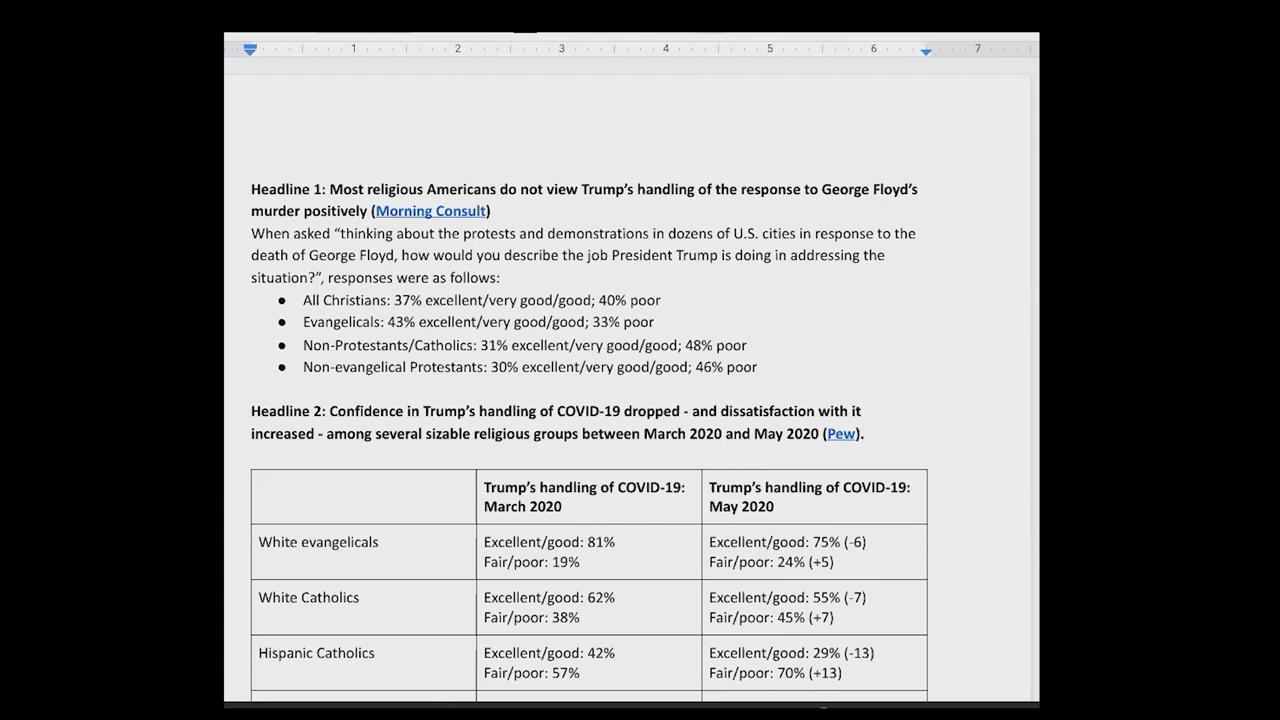 1 2 3 4 5 6 7
Headline 1: Most religious Americans do not view Trump's handling of the response to George Floyd's
murder positively (Morning Consult)
When asked “thinking about the protests and demonstrations in dozens of U.S. cities in response to the
death of George Floyd, how would you describe the job President Trump is doing in addressing the
situation?”, responses were as follows:
● All Christians: 37% excellent/very good/good; 40% poor
● Evangelicals: 43% excellent/very good/good; 33% poor
● Non-Protestants/Catholics: 31% excellent/very good/good; 48% poor
● Non-evangelical Protestants: 30% excellent/very good/good; 46% poor
Headline 2: Confidence in Trump's handling of COVID-19 dropped - and dissatisfaction with it
increased - among several sizable religious groups between March 2020 and May 2020 (Pew).
Trump's handling of COVID-19:
March 2020
Trump's handling of COVID-19:
May 2020
White evangelicals
Excellent/good: 81%
Fair/poor: 19%
Excellent/good: 75% (-6)
Fair/poor: 24% (+5)
White Catholics
Excellent/good: 62%
Fair/poor: 38%
Excellent/good: 55% (-7)
Fair/poor: 45% (+7)
Hispanic Catholics
Excellent/good: 42%
Fair/poor: 57%
Excellent/good: 29% (-13)
Fair/poor: 70% (+13)